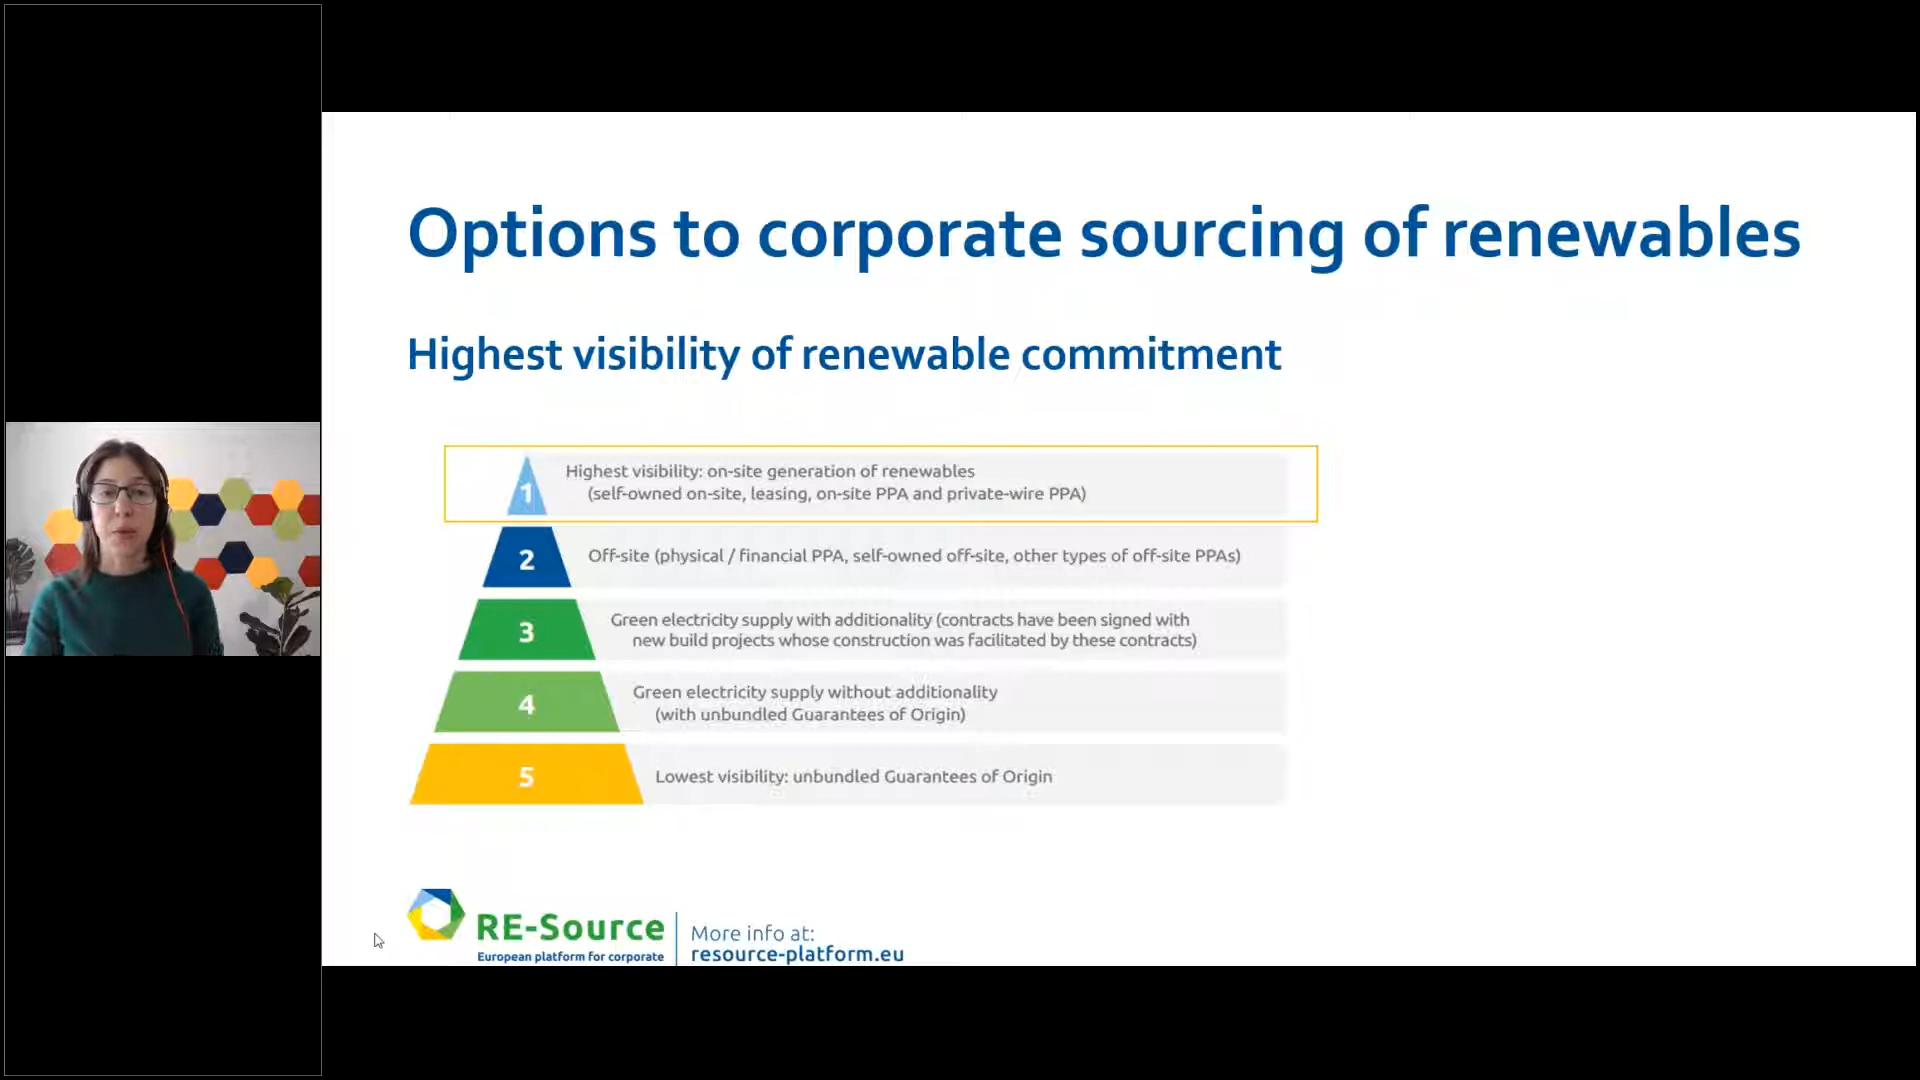 Options to corporate sourcing of renewables
Highest visibility of renewable commitment
1
Highest visibility: on-site generation of renewables
(self-owned on-site, leasing, on-site PPA and private-wire PPA)
2
Off-site (physical / financial PPA, self-owned off-site, other types of off-site PPAs)
3
Green electricity supply with additionality (contracts have been signed with
new build projects whose construction was facilitated by these contracts)
4
Green electricity supply without additionality
(with unbundled Guarantees of Origin)
5
Lowest visibility: unbundled Guarantees of Origin
RE-Source
European platform for corporate
More info at:
resource-platform.eu